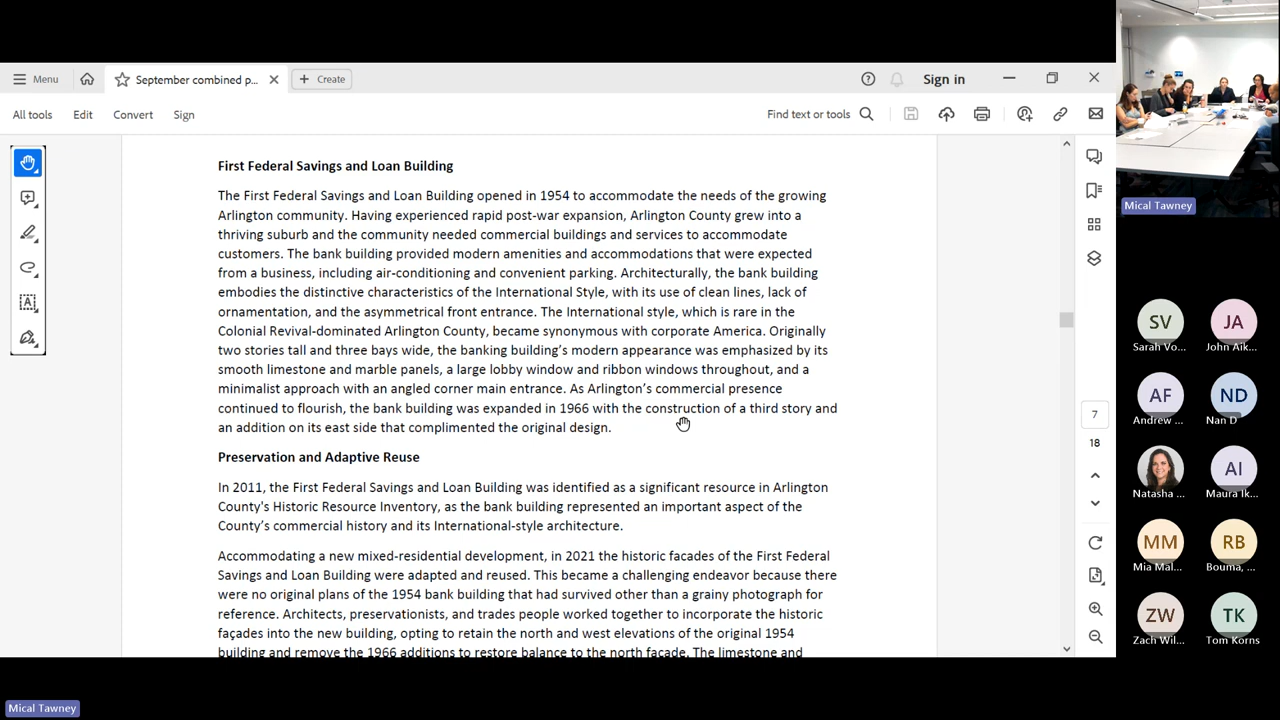 Menu
September combined p...
Create
Sign in
All tools
Edit
Convert
Sign
Find text or tools
First Federal Savings and Loan Building
The First Federal Savings and Loan Building opened in 1954 to accommodate the needs of the growing
Arlington community. Having experienced rapid post-war expansion, Arlington County grew into a
thriving suburb and the community needed commercial buildings and services to accommodate
customers. The bank building provided modern amenities and accommodations that were expected
from a business, including air-conditioning and convenient parking. Architecturally, the bank building
embodies the distinctive characteristics of the International Style, with its use of clean lines, lack of
ornamentation, and the asymmetrical front entrance. The International style, which is rare in the
Colonial Revival-dominated Arlington County, became synonymous with corporate America. Originally
two stories tall and three bays wide, the banking building's modern appearance was emphasized by its
smooth limestone and marble panels, a large lobby window and ribbon windows throughout, and a
minimalist approach with an angled corner main entrance. As Arlington's commercial presence
continued to flourish, the bank building was expanded in 1966 with the construction of a third story and
an addition on its east side that complimented the original design.
Preservation and Adaptive Reuse
In 2011, the First Federal Savings and Loan Building was identified as a significant resource in Arlington
County's Historic Resource Inventory, as the bank building represented an important aspect of the
County's commercial history and its International-style architecture.
Accommodating a new mixed-residential development, in 2021 the historic facades of the First Federal
Savings and Loan Building were adapted and reused. This became a challenging endeavor because there
were no original plans of the 1954 bank building that had survived other than a grainy photograph for
reference. Architects, preservationists, and trades people worked together to incorporate the historic
façades into the new building, opting to retain the north and west elevations of the original 1954
building and remove the 1966 additions to restore balance to the north facade. The limestone and
7
18
Mical Tawney
SV
Sarah Vo...
JA
John Aik...
AF
Andrew ...
ND
Nan D
Natasha ...
AI
Maura Ik...
MM
Mia Mal...
RB
Bouma, ...
ZW
Zach Wil...
TK
Tom Korns
Mical Tawney